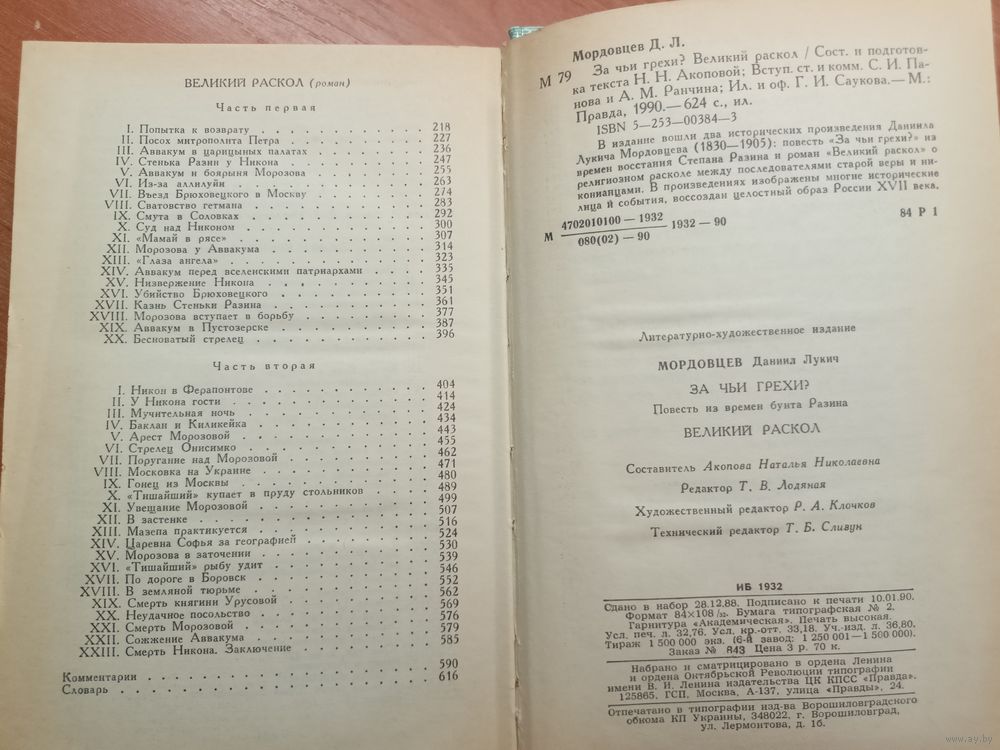 ВЕЛИКИЙ РАСКОЛ (роман)
Часть первая
I. Попытка к возврату . . . . . . . . . . . . 218
II. Посох митрополита Петра . . . . . . . . . . 227
III. Аввакум в царицыных палатах . . . . . . . . 236
IV. Стенька Разин у Никона . . . . . . . . . . 247
V. Аввакум и боярыня Морозова . . . . . . . . 255
VI. Из-за аллилуйи . . . . . . . . . . . . . 263
VII. Въезд Брюховецкого в Москву . . . . . . . . 274
VIII. Сватовство гетмана . . . . . . . . . . . . 283
IX. Смута в Соловках . . . . . . . . . . . . 292
X. Суд над Никоном . . . . . . . . . . . . 300
XI. «Мамай в рясе» . . . . . . . . . . . . . 307
XII. Морозова у Аввакума . . . . . . . . . . . 314
XIII. «Глаза ангела» . . . . . . . . . . . . . 323
XIV. Аввакум перед вселенскими патриархами . . . . 335
XV. Низвержение Никона . . . . . . . . . . . 345
XVI. Убийство Брюховецкого . . . . . . . . . . 351
XVII. Казнь Стеньки Разина . . . . . . . . . . . 361
XVIII. Морозова вступает в борьбу . . . . . . . . . 377
XIX. Аввакум в Пустозерске . . . . . . . . . . 387
XX. Бесноватый стрелец . . . . . . . . . . . . 396
Часть вторая
I. Никон в Ферапонтове . . . . . . . . . . . 404
II. У Никона гости . . . . . . . . . . . . . 414
III. Мучительная ночь . . . . . . . . . . . . 424
IV. Баклан и Киликейка . . . . . . . . . . . . 434
V. Арест Морозовой . . . . . . . . . . . . . 443
VI. Стрелец Онисимко . . . . . . . . . . . . 455
VII. Поругание над Морозовой . . . . . . . . . . 462
VIII. Московка на Украине . . . . . . . . . . . 471
IX. Гонец из Москвы . . . . . . . . . . . . . 480
X. «Тишайший» купает в пруду стольников . . . . . 489
XI. Увещание Морозовой . . . . . . . . . . . 499
XII. В застенке . . . . . . . . . . . . . . . 507
XIII. Мазепа практикуется . . . . . . . . . . . 516
XIV. Царевна Софья за географией . . . . . . . . 524
XV. Морозова в заточении . . . . . . . . . . . 530
XVI. «Тишайший» рыбу удит . . . . . . . . . . . 539
XVII. По дороге в Боровск . . . . . . . . . . . 546
XVIII. В земляной тюрьме . . . . . . . . . . . . 552
XIX. Смерть княгини Урусовой . . . . . . . . . . 562
XX. Неудачное посольство . . . . . . . . . . . 569
XXI. Смерть Морозовой . . . . . . . . . . . . 576
XXII. Сожжение Аввакума . . . . . . . . . . . . 579
XXIII. Смерть Никона. Заключение . . . . . . . . . 585
Комментарии . . . . . . . . . . . . . . . . 590
Словарь . . . . . . . . . . . . . . . . . . 616
Мордовцев Д. Л.
М 79 За чьи грехи? Великий раскол / Сост. и подготов-
ка текста Н. Н. Акоповой; Вступ. ст. и комм. С. И. Па-
нова и А. М. Ранчина; Ил. и оф. Г. И. Саукова.— М.:
Правда, 1990.— 624 с., ил.
ISBN 5—253—00384—3
В издание вошли два исторических произведения Даниила
Лукича Мордовцева (1830—1905): повесть «За чьи грехи?» из
времен восстания Степана Разина и роман «Великий раскол» о
религиозном расколе между последователями старой веры и ни-
конианцами. В произведениях изображены многие исторические
лица и события, воссоздан целостный образ России XVII века.
М 4702010100—1932
080(02)—90
1932—90
84 Р 1
Литературно-художественное издание
МОРДОВЦЕВ Даниил Лукич
ЗА ЧЬИ ГРЕХИ?
Повесть из времен бунта Разина
ВЕЛИКИЙ РАСКОЛ
Составитель Акопова Наталья Николаевна
Редактор Т. В. Лодяная
Художественный редактор Р. А. Клочков
Технический редактор Т. Б. Сливун
ИБ 1932
Сдано в набор 28.12.88. Подписано к печати 10.01.90.
Формат 84×108 /32. Бумага типографская № 2.
Гарнитура «Академическая». Печать высокая.
Усл. печ. л. 32,76. Усл. кр.-отт. 33,18. Уч.-изд. л. 36,80.
Тираж 1 500 000 экз. (6-й завод: 1 250 001—1 500 000).
Заказ № 843 Цена 3 р. 70 к.
Набрано и сматрицировано в ордена Ленина
и ордена Октябрьской Революции типографии
имени В. И. Ленина издательства ЦК КПСС «Правда».
125865, ГСП, Москва, А-137, улица «Правды», 24.
Отпечатано в типографии изд-ва Ворошиловградского
обкома КП Украины, 348022, г. Ворошиловград,
ул. Лермонтова, д. 1б.
www.ay.by